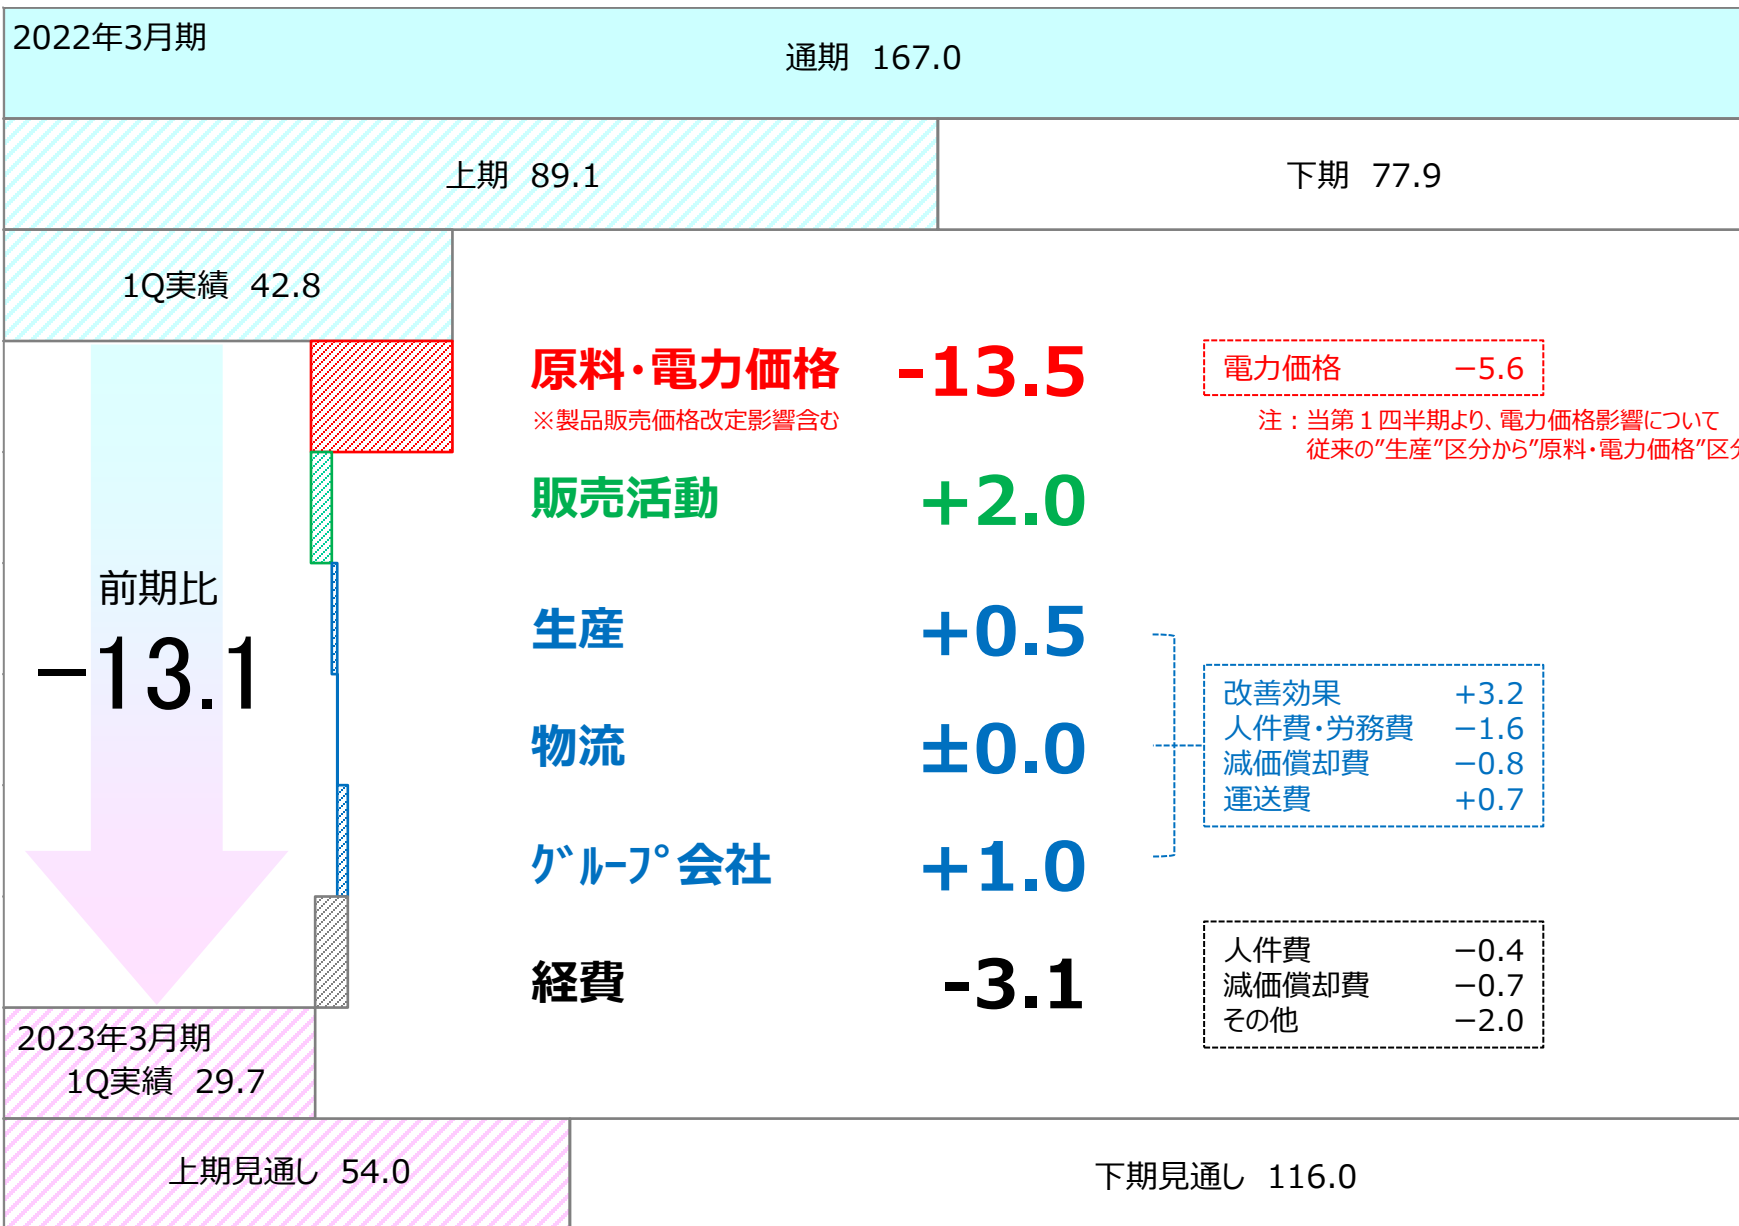 2022年3月期
通期 167.0
上期 89.1
下期 77.9
1Q実績 42.8
原料・電力価格 -13.5
※製品販売価格改定影響含む
電力価格 −5.6
注：当第１四半期より、電力価格影響について
従来の"生産"区分から"原料・電力価格"区
販売活動 +2.0
前期比
−13.1
生産 +0.5
物流 ±0.0
ｸﾞﾙｰﾌﾟ会社 +1.0
改善効果 +3.2
人件費・労務費 −1.6
減価償却費 −0.8
運送費 +0.7
経費 -3.1
人件費 −0.4
減価償却費 −0.7
その他 −2.0
2023年3月期
1Q実績 29.7
上期見通し 54.0
下期見通し 116.0